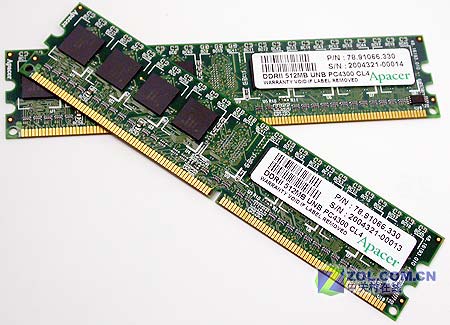 Apacer
P/N : 78.91066.330
S/N : 2004321-00014
DDRII 512MB UNB PC4300 CL4
WARRANTY VOID IF LABEL REMOVED
Apacer
P/N : 78.91066.330
S/N : 2004321-00013
DDRII 512MB UNB PC4300 CL4
WARRANTY VOID IF LABEL REMOVED
Apacer
ZOL.COM.CN
中关村在线